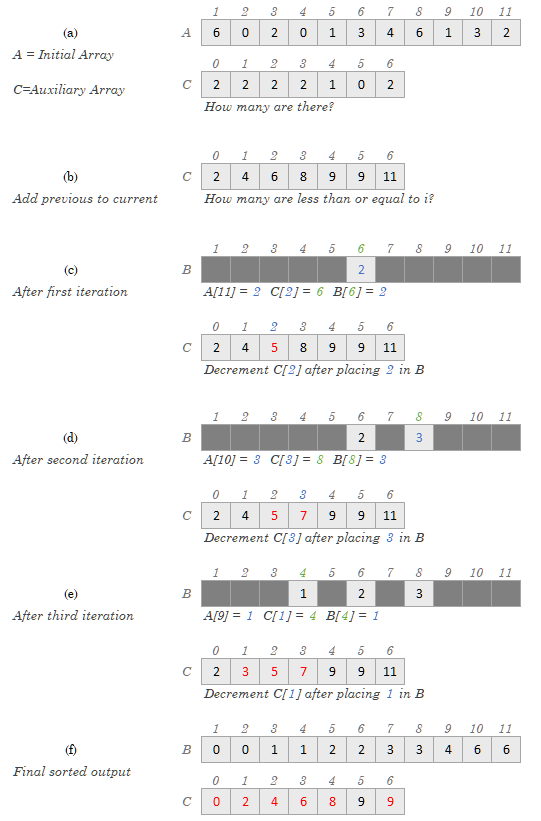 1 2 3 4 5 6 7 8 9 10 11
(a) A 6 0 2 0 1 3 4 6 1 3 2
A = Initial Array
0 1 2 3 4 5 6
C=Auxiliary Array C 2 2 2 2 1 0 2
How many are there?
0 1 2 3 4 5 6
(b) C 2 4 6 8 9 9 11
Add previous to current How many are less than or equal to i?
1 2 3 4 5 6 7 8 9 10 11
(c) B 2
After first iteration A[11] = 2 C[2] = 6 B[6] = 2
0 1 2 3 4 5 6
C 2 4 5 8 9 9 11
Decrement C[2] after placing 2 in B
1 2 3 4 5 6 7 8 9 10 11
(d) B 2 3
After second iteration A[10] = 3 C[3] = 8 B[8] = 3
0 1 2 3 4 5 6
C 2 4 5 7 9 9 11
Decrement C[3] after placing 3 in B
1 2 3 4 5 6 7 8 9 10 11
(e) B 1 2 3
After third iteration A[9] = 1 C[1] = 4 B[4] = 1
0 1 2 3 4 5 6
C 2 3 5 7 9 9 11
Decrement C[1] after placing 1 in B
1 2 3 4 5 6 7 8 9 10 11
(f) B 0 0 1 1 2 2 3 3 4 6 6
Final sorted output
0 1 2 3 4 5 6
C 0 2 4 6 8 9 9